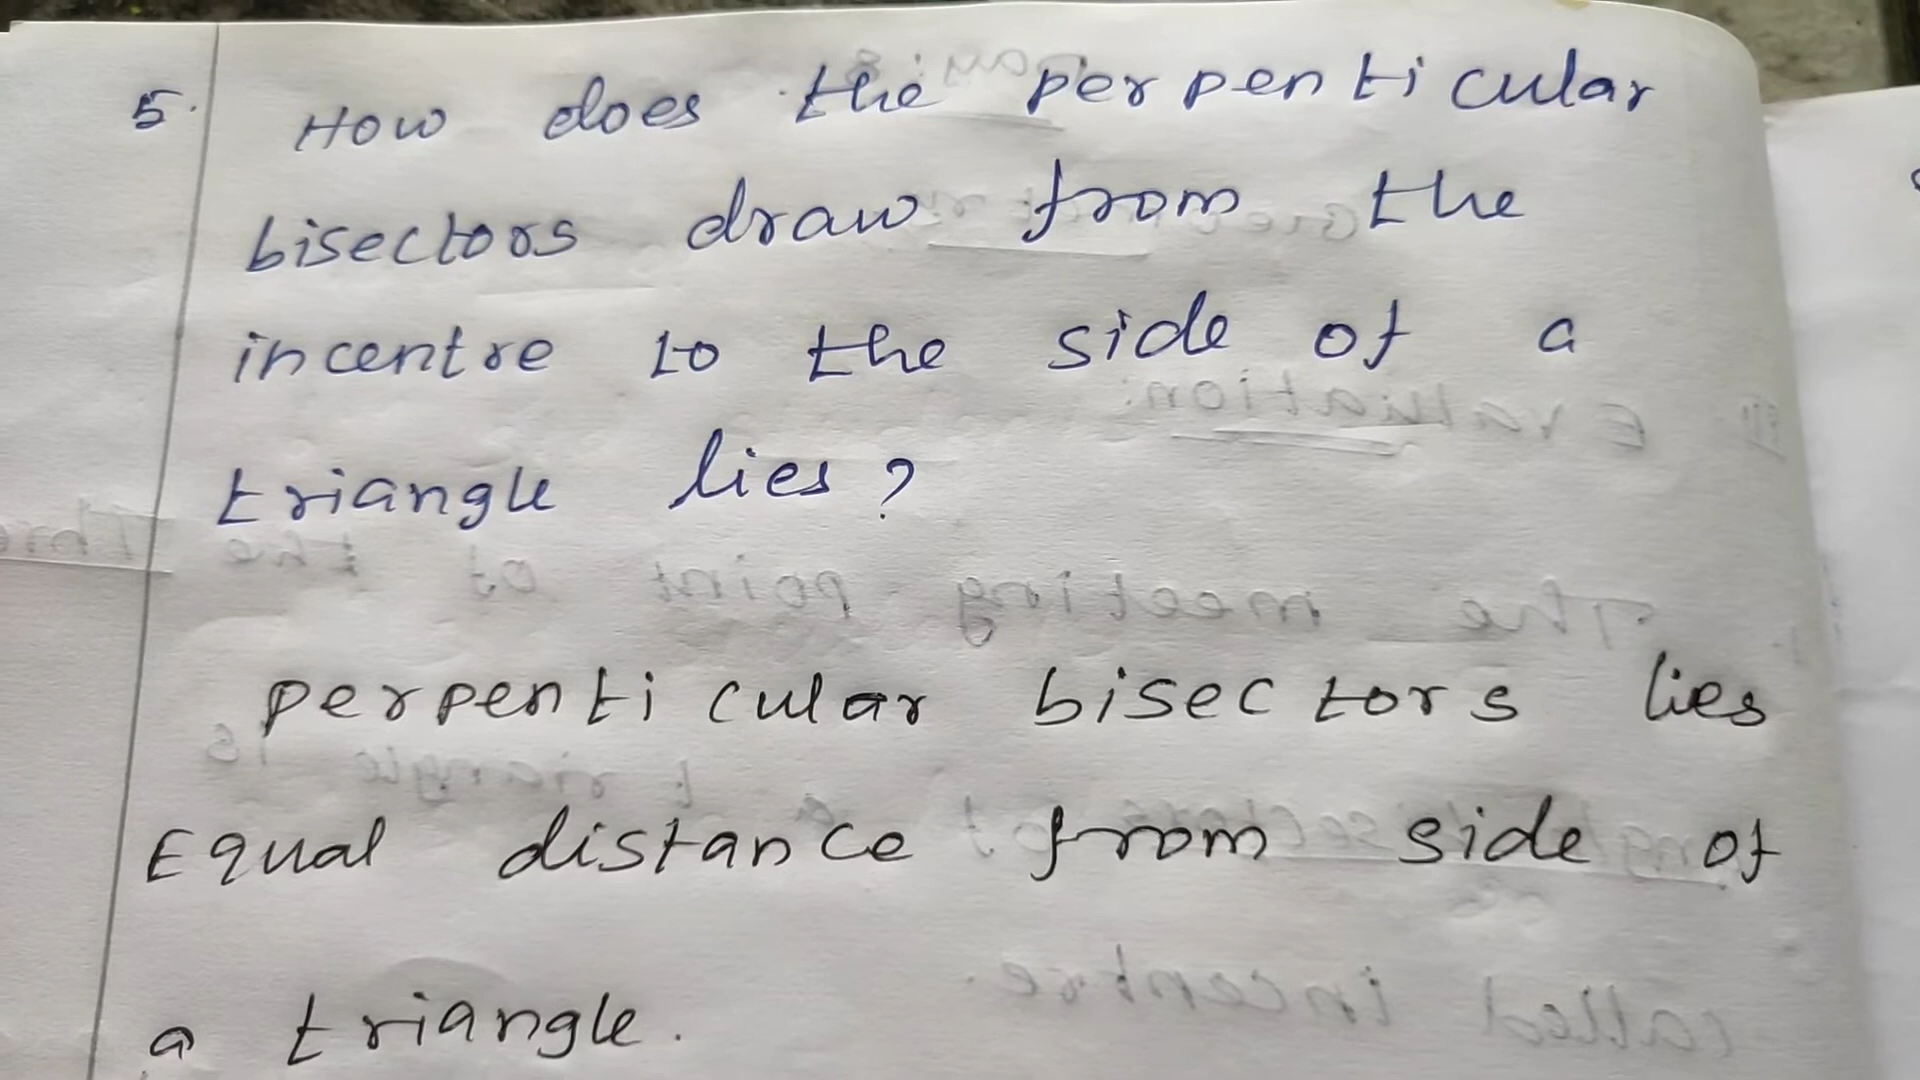 5. How does the perpenticular
bisectors draw from the
incentre to the side of a
triangle lies?
perpenticular bisectors lies
Equal distance from side of
a triangle.